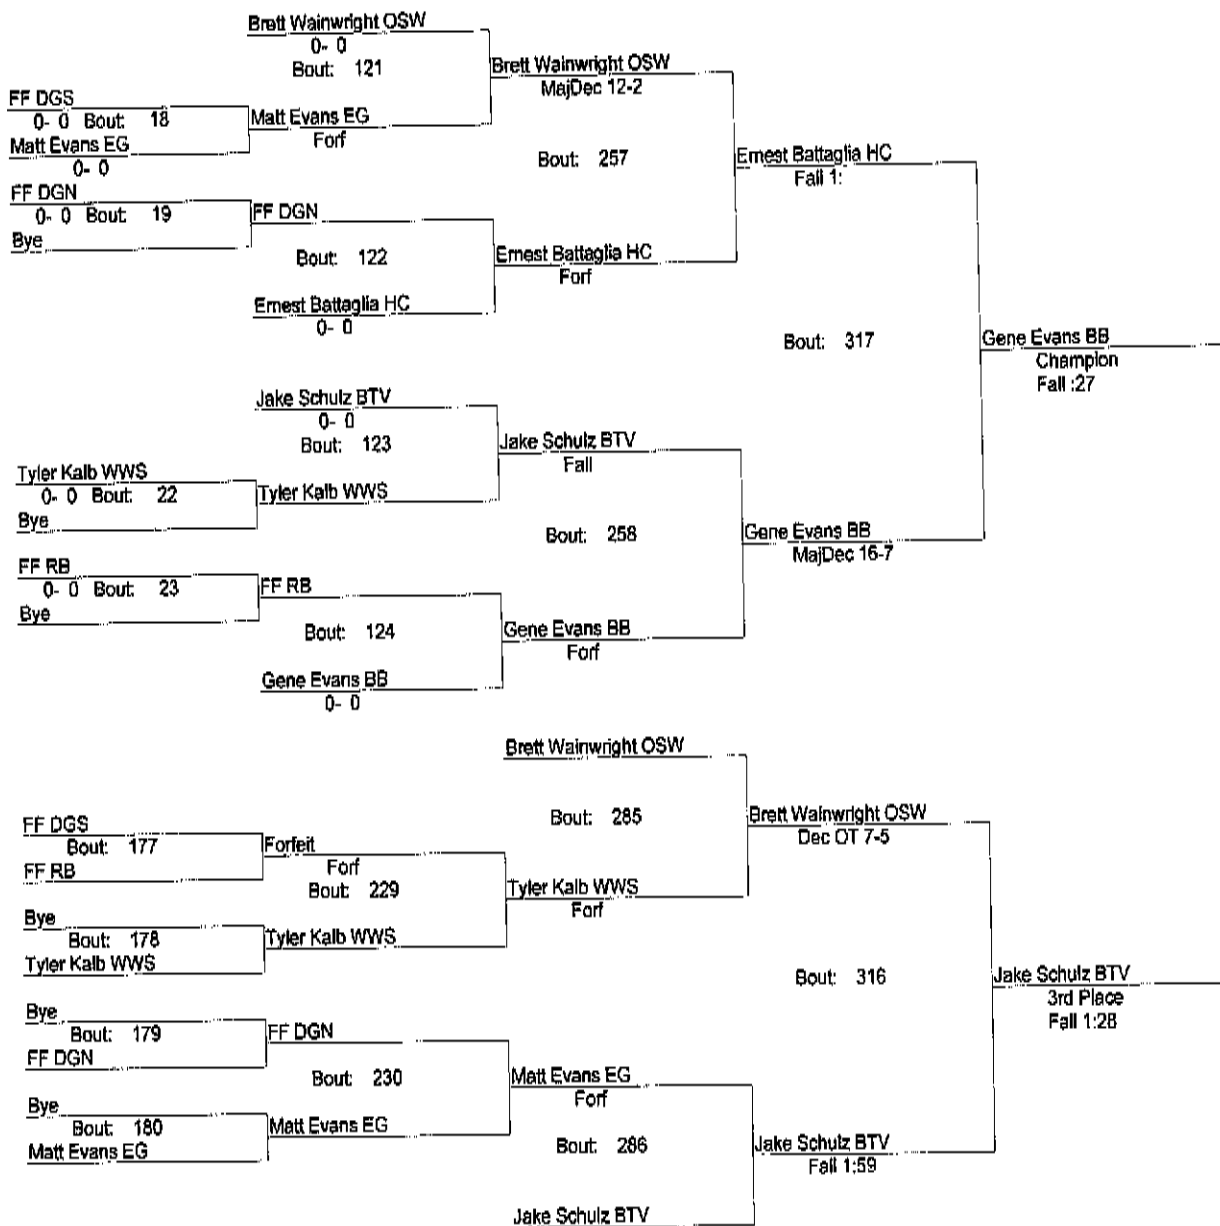 Brett Wainwright OSW
0- 0
Bout: 121
Brett Wainwright OSW
MajDec 12-2
FF DGS
0- 0 Bout: 18
Matt Evans EG
Forf
Matt Evans EG
0- 0
Bout: 257
Ernest Battaglia HC
Fall 1:
FF DGN
0- 0 Bout: 19
FF DGN
Bye
Bout: 122
Ernest Battaglia HC
Forf
Ernest Battaglia HC
0- 0
Bout: 317
Gene Evans BB
Champion
Fall :27
Jake Schulz BTV
0- 0
Bout: 123
Jake Schulz BTV
Fall
Tyler Kalb WWS
0- 0 Bout: 22
Tyler Kalb WWS
Bye
Bout: 258
Gene Evans BB
MajDec 16-7
FF RB
0- 0 Bout: 23
FF RB
Bye
Bout: 124
Gene Evans BB
Forf
Gene Evans BB
0- 0
Brett Wainwright OSW
Bout: 285
Brett Wainwright OSW
Dec OT 7-5
FF DGS
Bout: 177
Forfeit
Forf
FF RB
Bout: 229
Tyler Kalb WWS
Forf
Bye
Bout: 178
Tyler Kalb WWS
Tyler Kalb WWS
Bout: 316
Jake Schulz BTV
3rd Place
Fall 1:28
Bye
Bout: 179
FF DGN
FF DGN
Bout: 230
Matt Evans EG
Forf
Bye
Bout: 180
Matt Evans EG
Matt Evans EG
Bout: 286
Jake Schulz BTV
Fall 1:59
Jake Schulz BTV